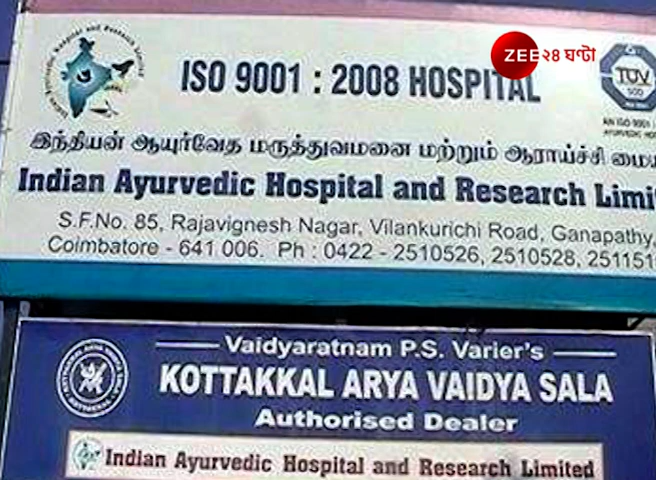 ZEE ২৪ ঘণ্টা
ISO 9001 : 2008 HOSPITAL
TÜV
இந்தியன் ஆயுர்வேத மருத்துவமனை மற்றும் ஆராய்ச்சி
Indian Ayurvedic Hospital and Research
S.F.No. 85, Rajavignesh Nagar, Vilankurichi Road, Ganapathy,
Coimbatore - 641 006. Ph : 0422 - 2510526, 2510528,
Vaidyaratnam P.S. Varier's
KOTTAKKAL ARYA VAIDYA SALA
Authorised Dealer
Indian Ayurvedic Hospital and Research Limited